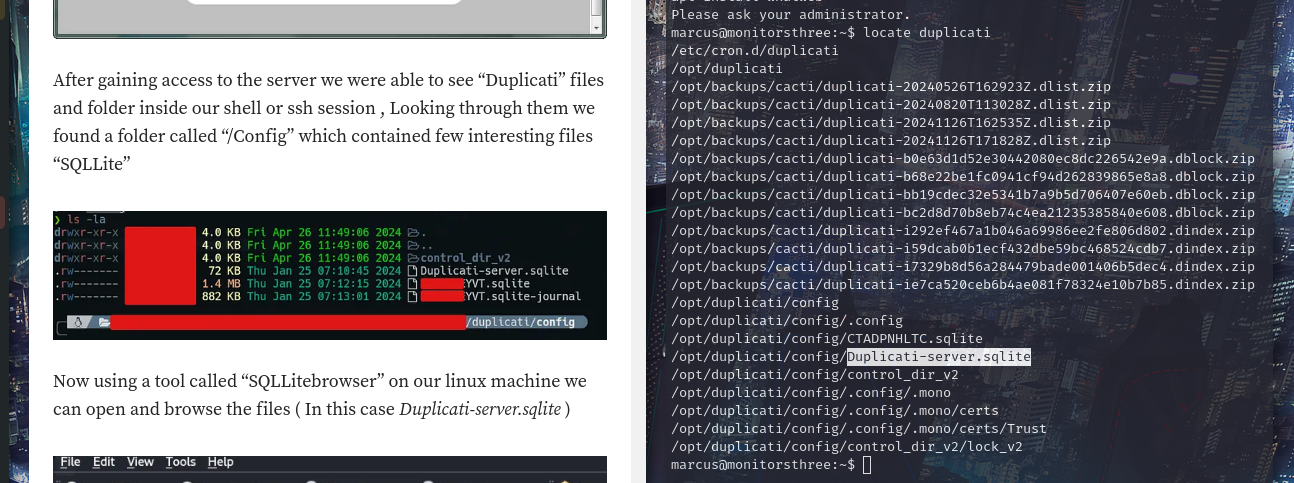 After gaining access to the server we were able to see “Duplicati” files
and folder inside our shell or ssh session , Looking through them we
found a folder called “/Config” which contained few interesting files
“SQLLite”
❯ ls -la
drwxr-xr-x 4.0 KB Fri Apr 26 11:49:06 2024 .
drwxr-xr-x 4.0 KB Fri Apr 26 11:49:06 2024 ..
drwxr-xr-x 4.0 KB Fri Apr 26 11:49:06 2024 control_dir_v2
.rw------- 72 KB Thu Jan 25 07:10:45 2024 Duplicati-server.sqlite
.rw------- 1.4 MB Thu Jan 25 07:12:15 2024 YVT.sqlite
.rw------- 882 KB Thu Jan 25 07:13:01 2024 YVT.sqlite-journal
/duplicati/config
Now using a tool called “SQLLitebrowser” on our linux machine we
can open and browse the files ( In this case Duplicati-server.sqlite )
File Edit View Tools Help
Please ask your administrator.
marcus@monitorsthree:~$ locate duplicati
/etc/cron.d/duplicati
/opt/duplicati
/opt/backups/cacti/duplicati-20240526T162923Z.dlist.zip
/opt/backups/cacti/duplicati-20240820T113028Z.dlist.zip
/opt/backups/cacti/duplicati-20241126T162535Z.dlist.zip
/opt/backups/cacti/duplicati-20241126T171828Z.dlist.zip
/opt/backups/cacti/duplicati-b0e63d1d52e30442080ec8dc226542e9a.dblock.zip
/opt/backups/cacti/duplicati-b68e22be1fc0941cf94d262839865e8a8.dblock.zip
/opt/backups/cacti/duplicati-bb19cdec32e5341b7a9b5d706407e60eb.dblock.zip
/opt/backups/cacti/duplicati-bc2d8d70b8eb74c4ea21235385840e608.dblock.zip
/opt/backups/cacti/duplicati-i292ef467a1b046a69986ee2fe806d802.dindex.zip
/opt/backups/cacti/duplicati-i59dcab0b1ecf432dbe59bc468524cdb7.dindex.zip
/opt/backups/cacti/duplicati-i7329b8d56a284479bade001406b5dec4.dindex.zip
/opt/backups/cacti/duplicati-ie7ca520ceb6b4ae081f78324e10b7b85.dindex.zip
/opt/duplicati/config
/opt/duplicati/config/.config
/opt/duplicati/config/CTADPNHLTC.sqlite
/opt/duplicati/config/Duplicati-server.sqlite
/opt/duplicati/config/control_dir_v2
/opt/duplicati/config/.config/.mono
/opt/duplicati/config/.config/.mono/certs
/opt/duplicati/config/.config/.mono/certs/Trust
/opt/duplicati/config/control_dir_v2/lock_v2
marcus@monitorsthree:~$